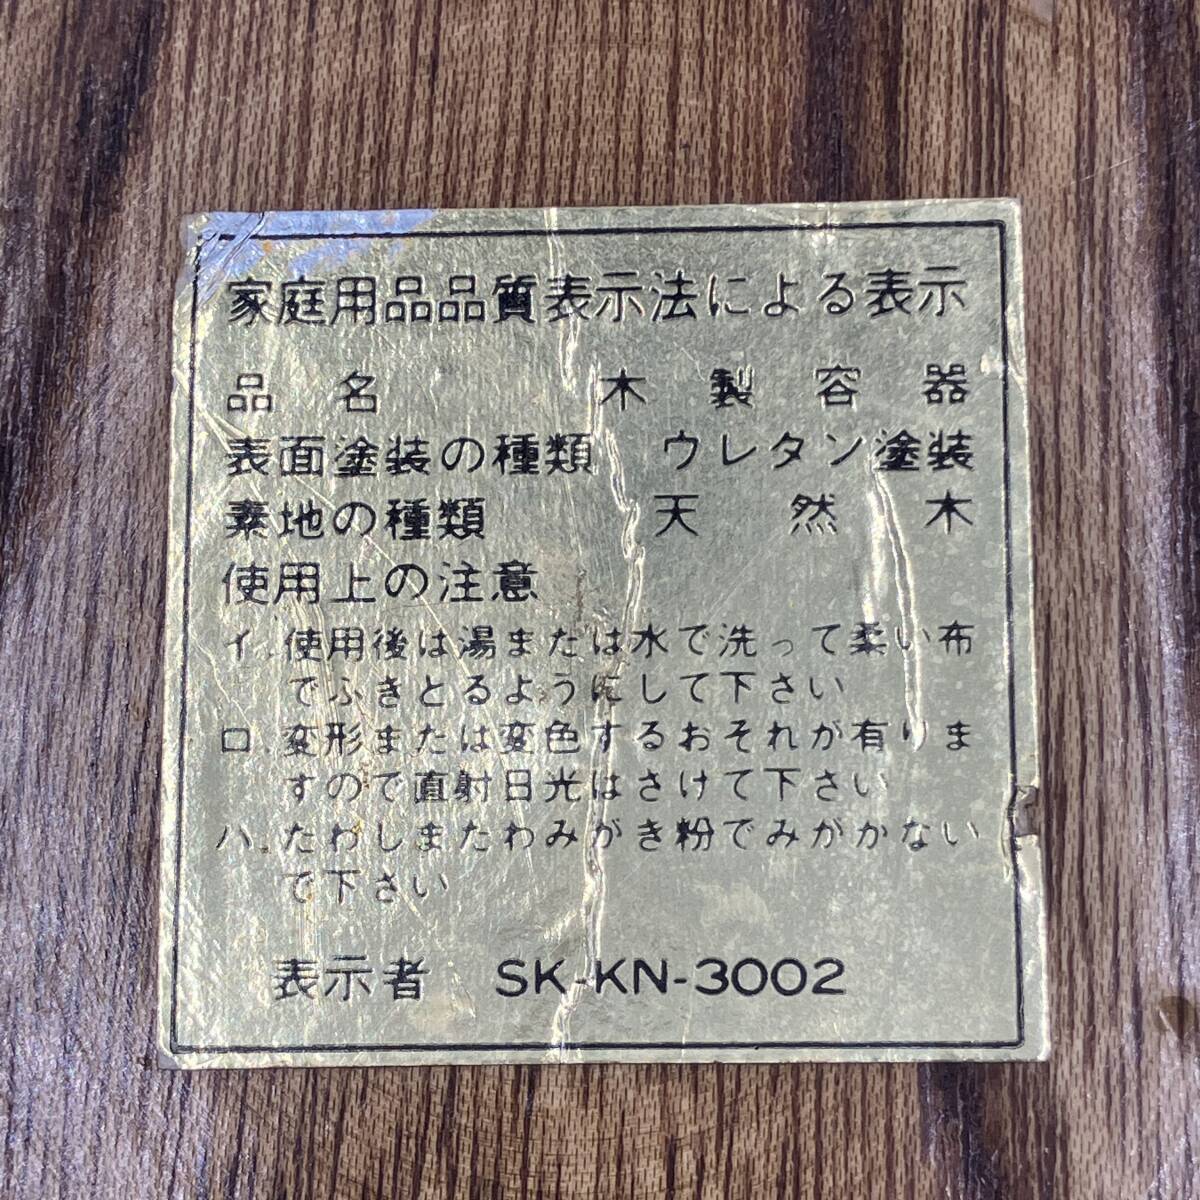 家庭用品品質表示法による表示
品名 木製容器
表面塗装の種類 ウレタン塗装
素地の種類 天然木
使用上の注意
イ.使用後は湯または水で洗って柔い布
でふきとるようにして下さい
ロ.変形または変色するおそれが有りま
すので直射日光はさけて下さい
ハ.たわしまたわみがき粉でみがかない
で下さい
表示者 SK-KN-3002